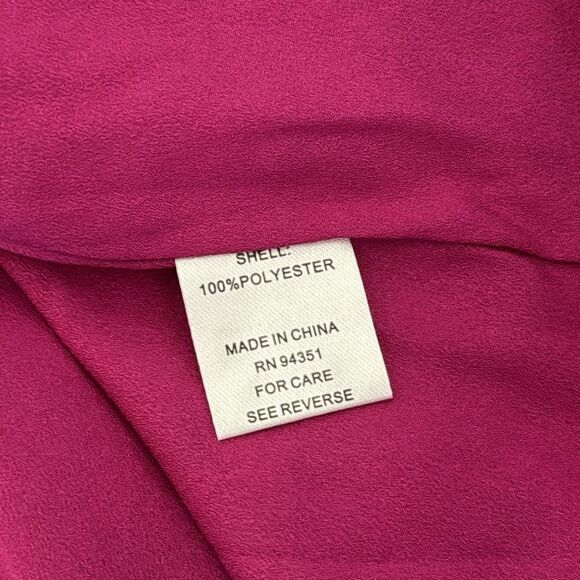 SHELL:
100%POLYESTER
MADE IN CHINA
RN 94351
FOR CARE
SEE REVERSE